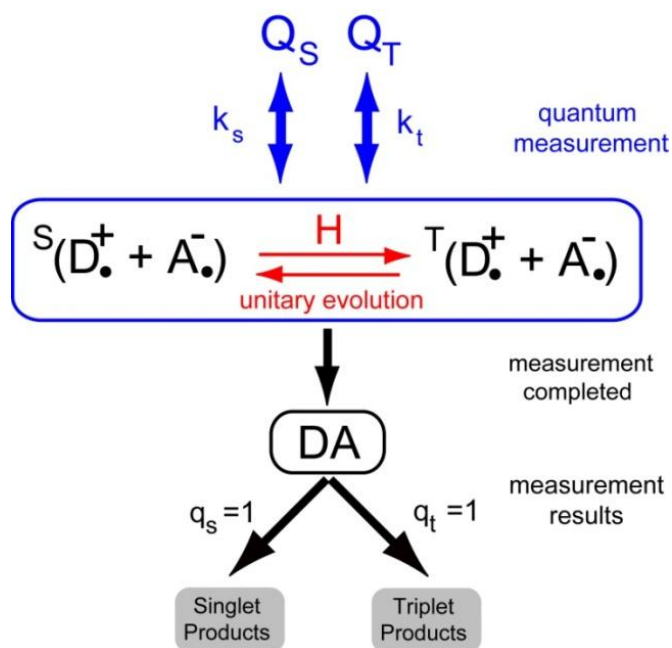 Q_S Q_T
k_s k_t
quantum
measurement
^S(D^+_• + A^-_•) H ^T(D^+_• + A^-_•)
unitary evolution
measurement
completed
DA
q_s =1 q_t =1
measurement
results
Singlet
Products
Triplet
Products